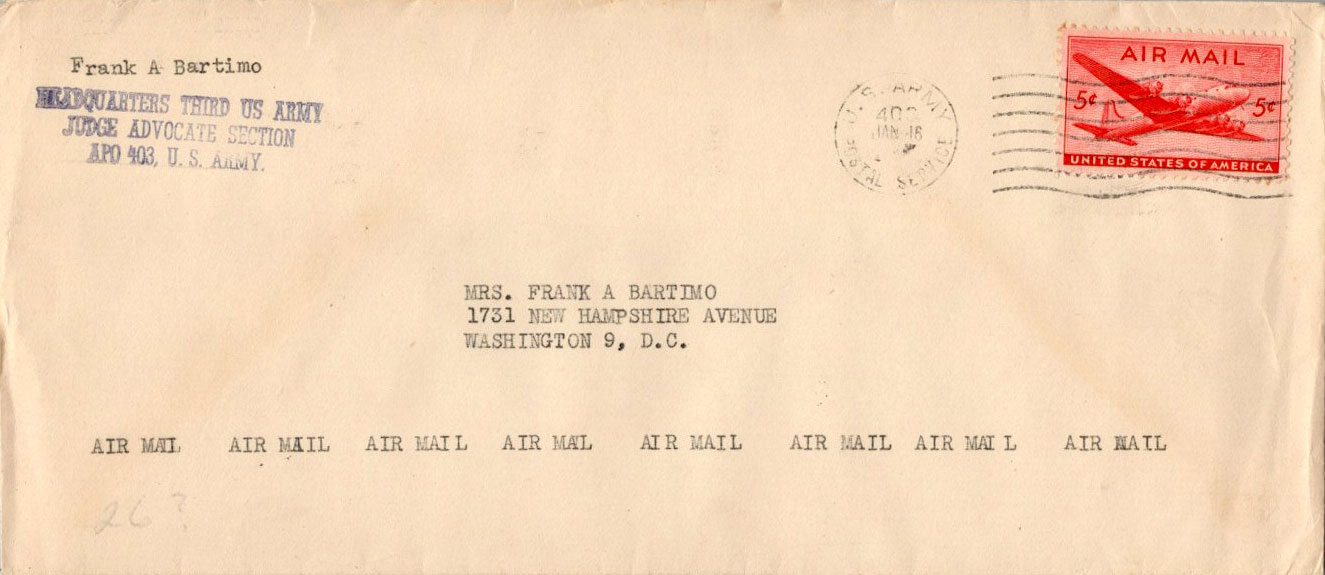 Frank A Bartimo
HEADQUARTERS THIRD US ARMY
JUDGE ADVOCATE SECTION
APO 403, U. S. ARMY.
U. S. ARMY
403
JAN 16
POSTAL SERVICE
AIR MAIL
5¢ 5¢
UNITED STATES OF AMERICA
MRS. FRANK A BARTIMO
1731 NEW HAMPSHIRE AVENUE
WASHINGTON 9, D.C.
AIR MAIL AIR MAIL AIR MAIL AIR MAIL AIR MAIL AIR MAIL AIR MAIL AIR MAIL
26?